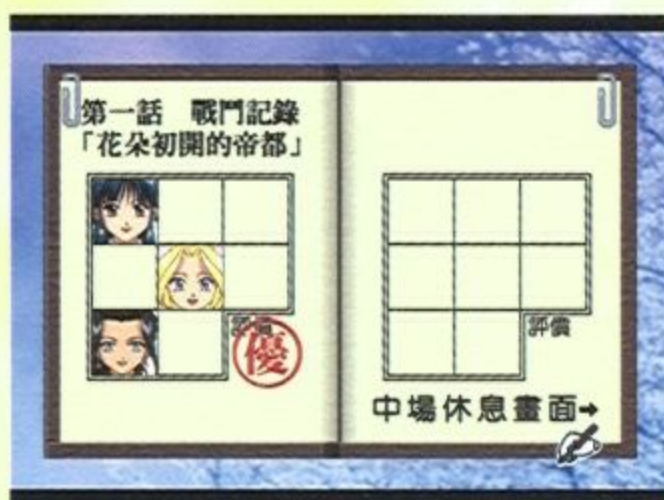 第一話 戰鬥記錄
「花朵初開的帝都」
評價
優
評價
中場休息畫面→